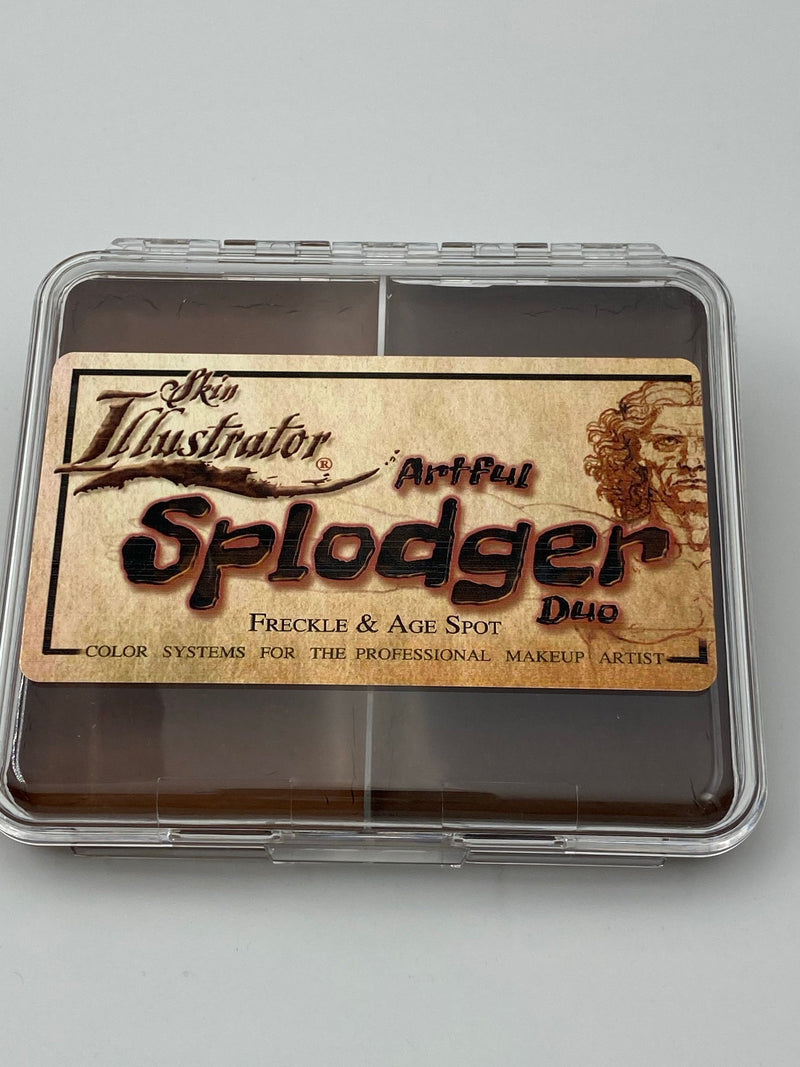 Skin
Illustrator®
Artful
Splodger
Duo
Freckle & Age Spot
COLOR SYSTEMS FOR THE PROFESSIONAL MAKEUP ARTIST